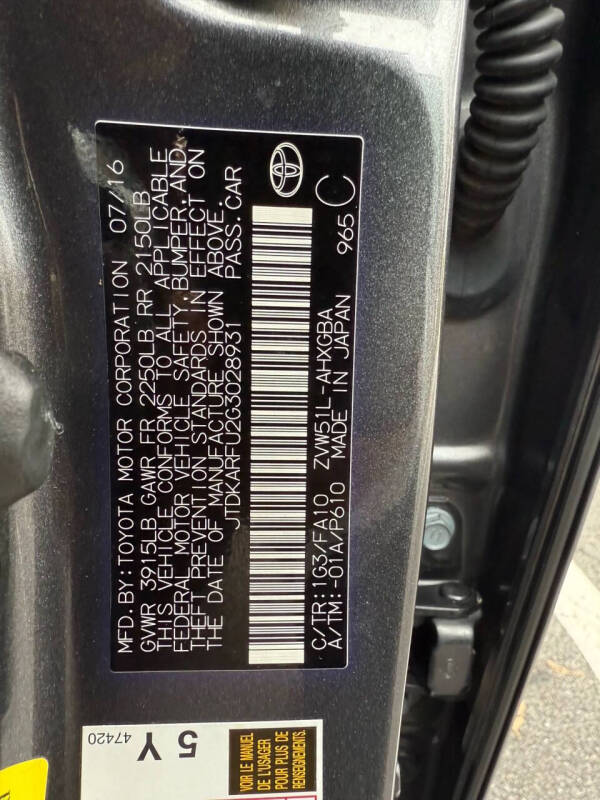 MFD.BY:TOYOTA MOTOR CORPORATION 07/16
GVWR 3915LB GAWR FR 2250LB RR 2150LB
THIS VEHICLE CONFORMS TO ALL APPLICABLE
FEDERAL MOTOR VEHICLE SAFETY,BUMPER,AND
THEFT PREVENTION STANDARDS IN EFFECT ON
THE DATE OF MANUFACTURE SHOWN ABOVE.
JTDKARFU2G3028931 PASS.CAR
C/TR:1G3/FA10 ZVW51L-AHXGBA
A/TM:-01A/P610 MADE IN JAPAN 965 C
5 Y
47420
VOIR LE MANUEL
DE L'USAGER
POUR PLUS DE
RENSEIGNEMENTS.